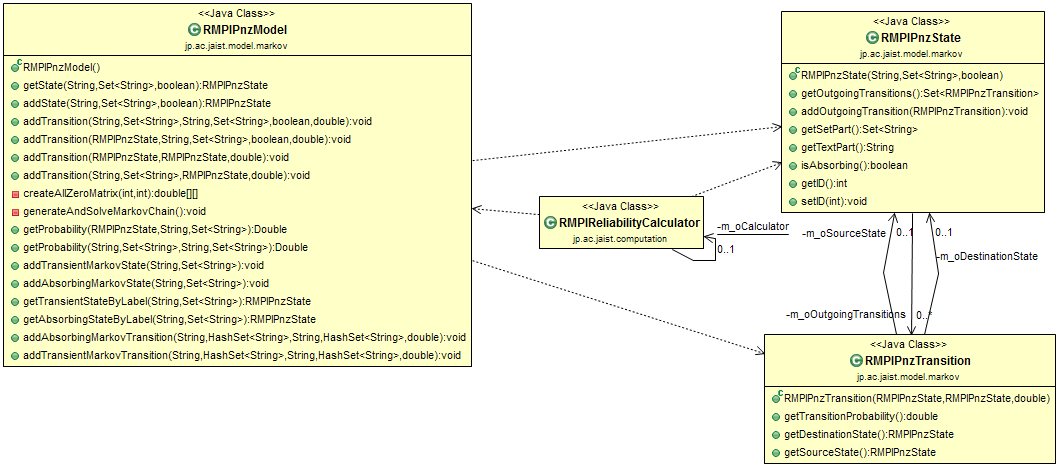 <<Java Class>>
RMPIPnzModel
jp.ac.jaist.model.markov
RMPIPnzModel()
getState(String,Set<String>,boolean):RMPIPnzState
addState(String,Set<String>,boolean):RMPIPnzState
addTransition(String,Set<String>,String,Set<String>,boolean,double):void
addTransition(RMPIPnzState,String,Set<String>,boolean,double):void
addTransition(RMPIPnzState,RMPIPnzState,double):void
addTransition(String,Set<String>,RMPIPnzState,double):void
createAllZeroMatrix(int,int):double[][]
generateAndSolveMarkovChain():void
getProbability(RMPIPnzState,String,Set<String>):Double
getProbability(String,Set<String>,String,Set<String>):Double
addTransientMarkovState(String,Set<String>):void
addAbsorbingMarkovState(String,Set<String>):void
getTransientStateByLabel(String,Set<String>):RMPIPnzState
getAbsorbingStateByLabel(String,Set<String>):RMPIPnzState
addAbsorbingMarkovTransition(String,HashSet<String>,String,HashSet<String>,double):void
addTransientMarkovTransition(String,HashSet<String>,String,HashSet<String>,double):void
<<Java Class>>
RMPIReliabilityCalculator
jp.ac.jaist.computation
-m_oCalculator
0..1
<<Java Class>>
RMPIPnzState
jp.ac.jaist.model.markov
RMPIPnzState(String,Set<String>,boolean)
getOutgoingTransitions():Set<RMPIPnzTransition>
addOutgoingTransition(RMPIPnzTransition):void
getSetPart():Set<String>
getTextPart():String
isAbsorbing():boolean
getID():int
setID(int):void
-m_oSourceState
0..1
0..1
-m_oDestinationState
-m_oOutgoingTransitions
0..*
<<Java Class>>
RMPIPnzTransition
jp.ac.jaist.model.markov
RMPIPnzTransition(RMPIPnzState,RMPIPnzState,double)
getTransitionProbability():double
getDestinationState():RMPIPnzState
getSourceState():RMPIPnzState